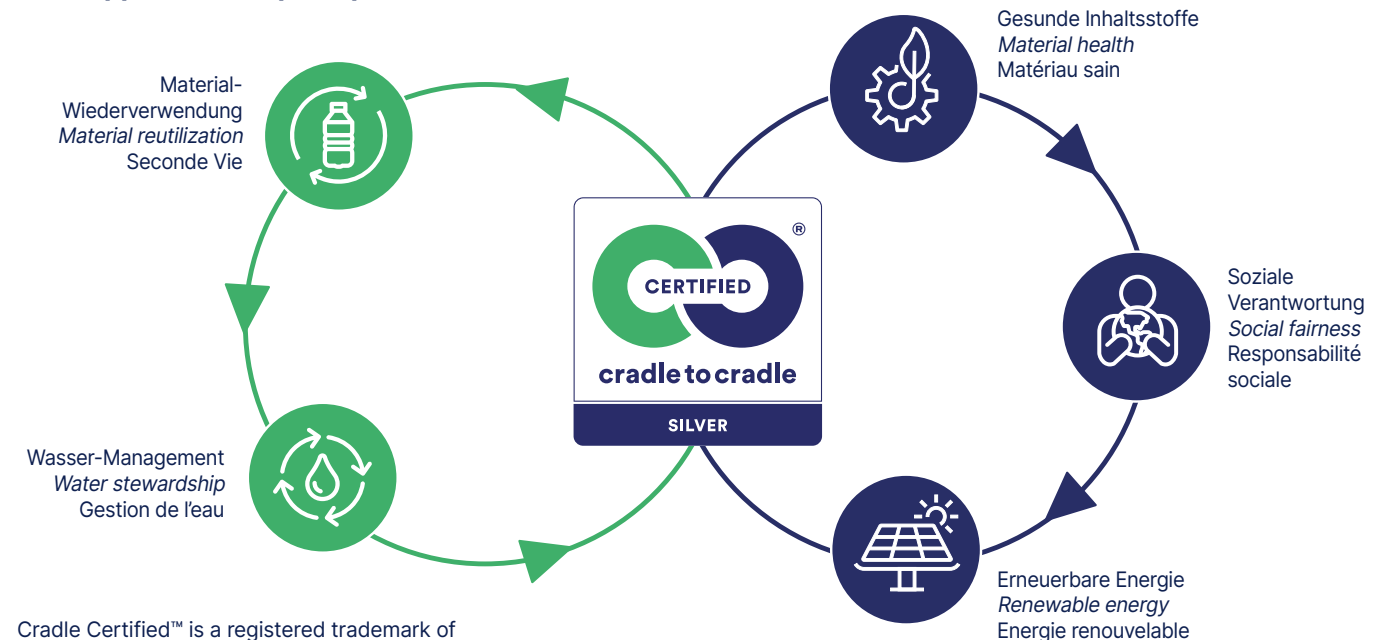 Gesunde Inhaltsstoffe
Material health
Matériau sain
Material-
Wiederverwendung
Material reutilization
Seconde Vie
®
CERTIFIED
cradle to cradle
SILVER
Soziale
Verantwortung
Social fairness
Responsabilité
sociale
Wasser-Management
Water stewardship
Gestion de l'eau
Erneuerbare Energie
Renewable energy
Energie renouvelable
Cradle Certified™ is a registered trademark of